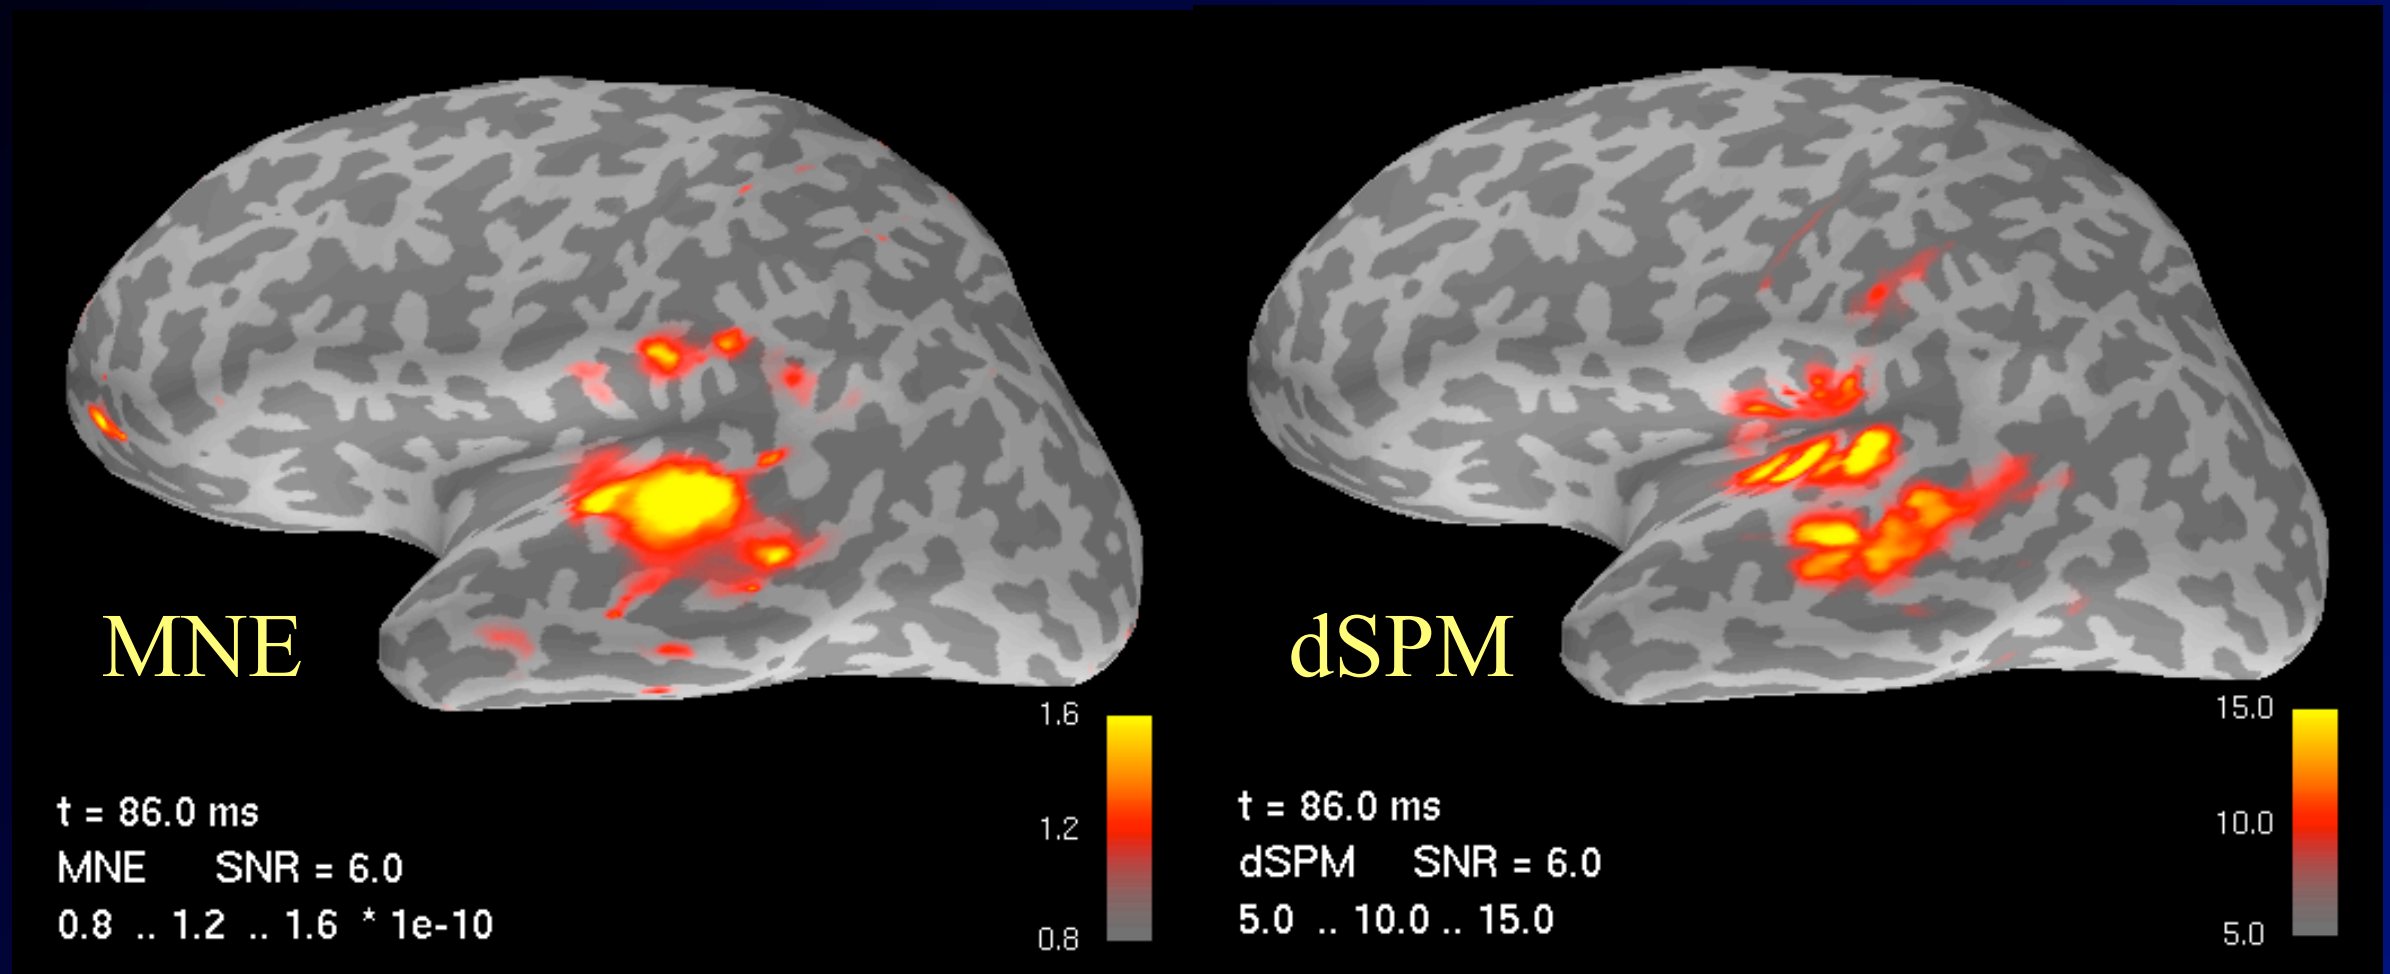 MNE
1.6
1.2
0.8
t = 86.0 ms
MNE SNR = 6.0
0.8 .. 1.2 .. 1.6 * 1e-10
dSPM
15.0
10.0
5.0
t = 86.0 ms
dSPM SNR = 6.0
5.0 .. 10.0 .. 15.0